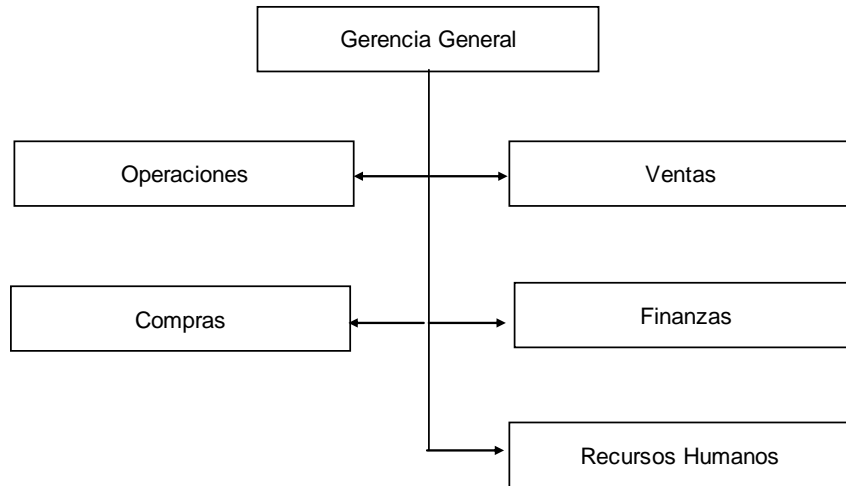 Gerencia General
Operaciones
Ventas
Compras
Finanzas
Recursos Humanos